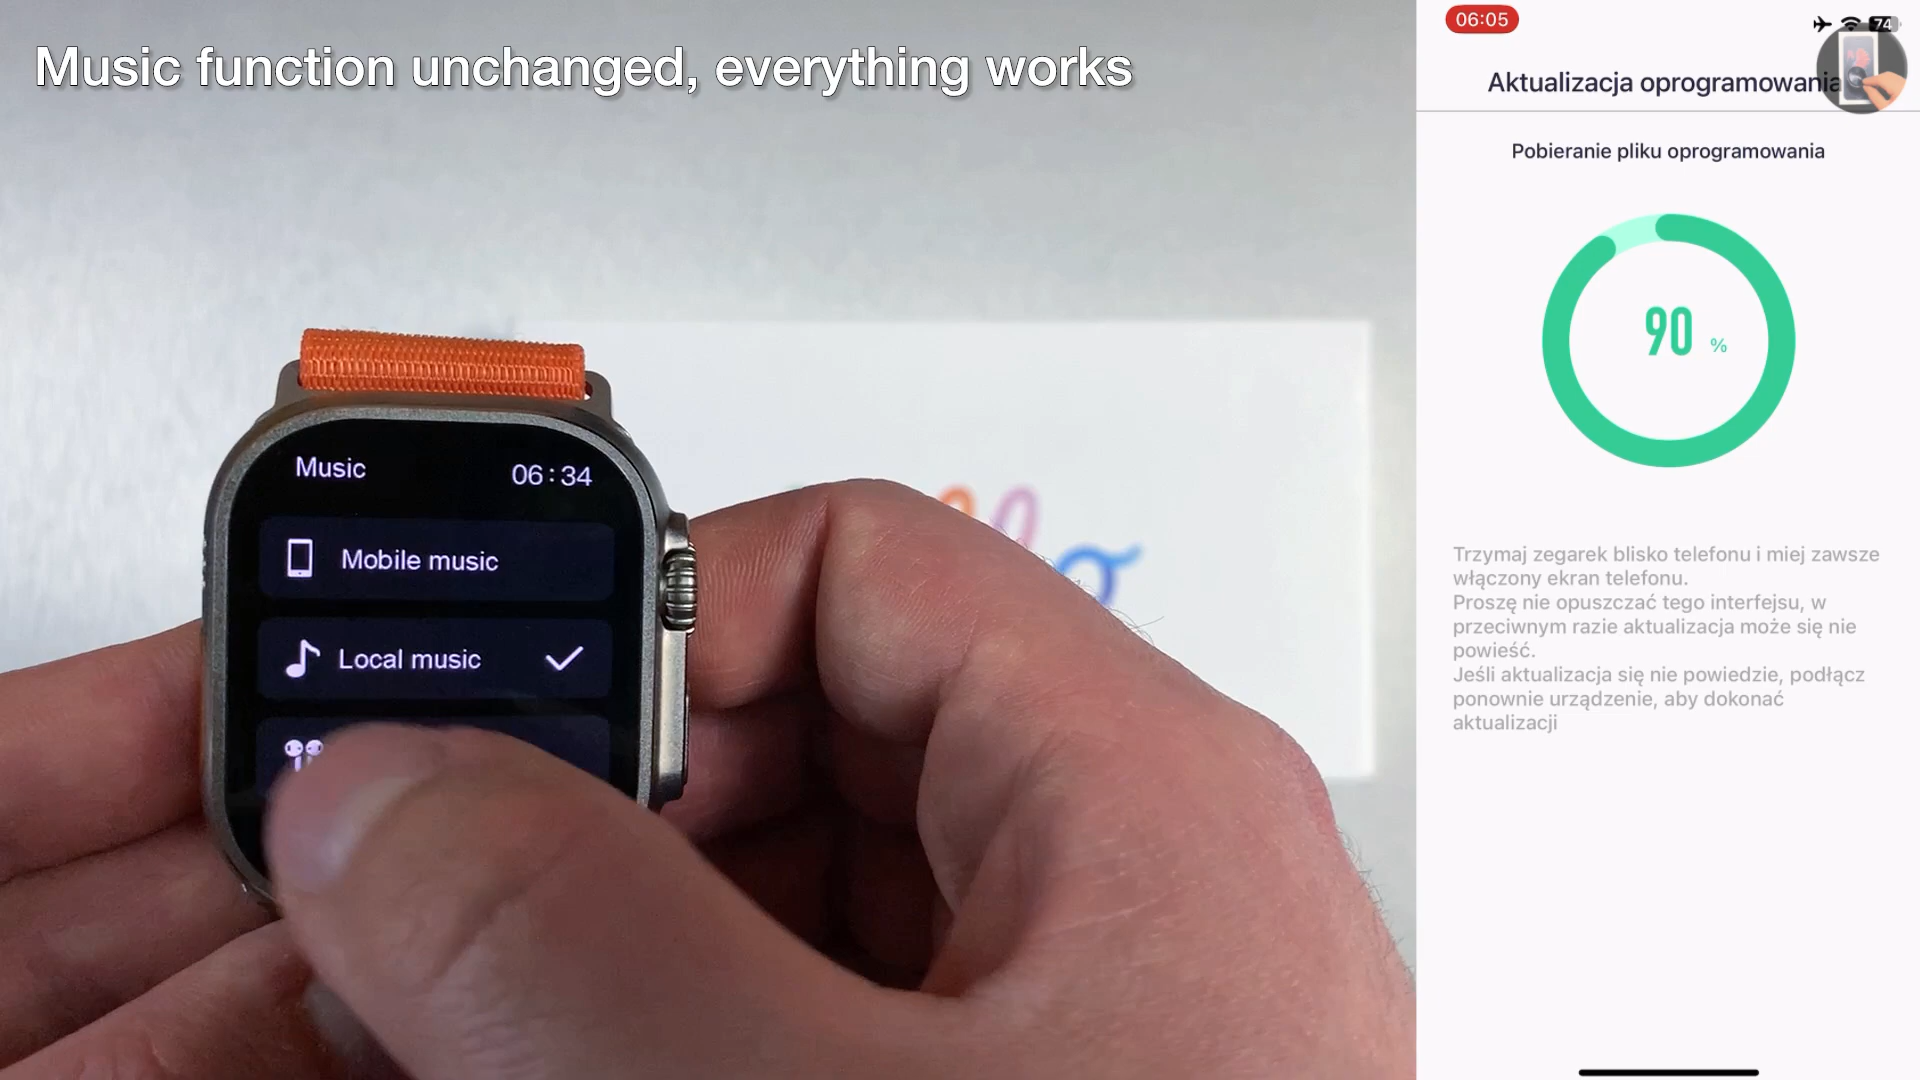 Music function unchanged, everything works
Music
06:34
Mobile music
Local music
06:05
74
Aktualizacja oprogramowania
Pobieranie pliku oprogramowania
90 %
Trzymaj zegarek blisko telefonu i miej zawsze
włączony ekran telefonu.
Proszę nie opuszczać tego interfejsu, w
przeciwnym razie aktualizacja może się nie
powieść.
Jeśli aktualizacja się nie powiedzie, podłącz
ponownie urządzenie, aby dokonać
aktualizacji